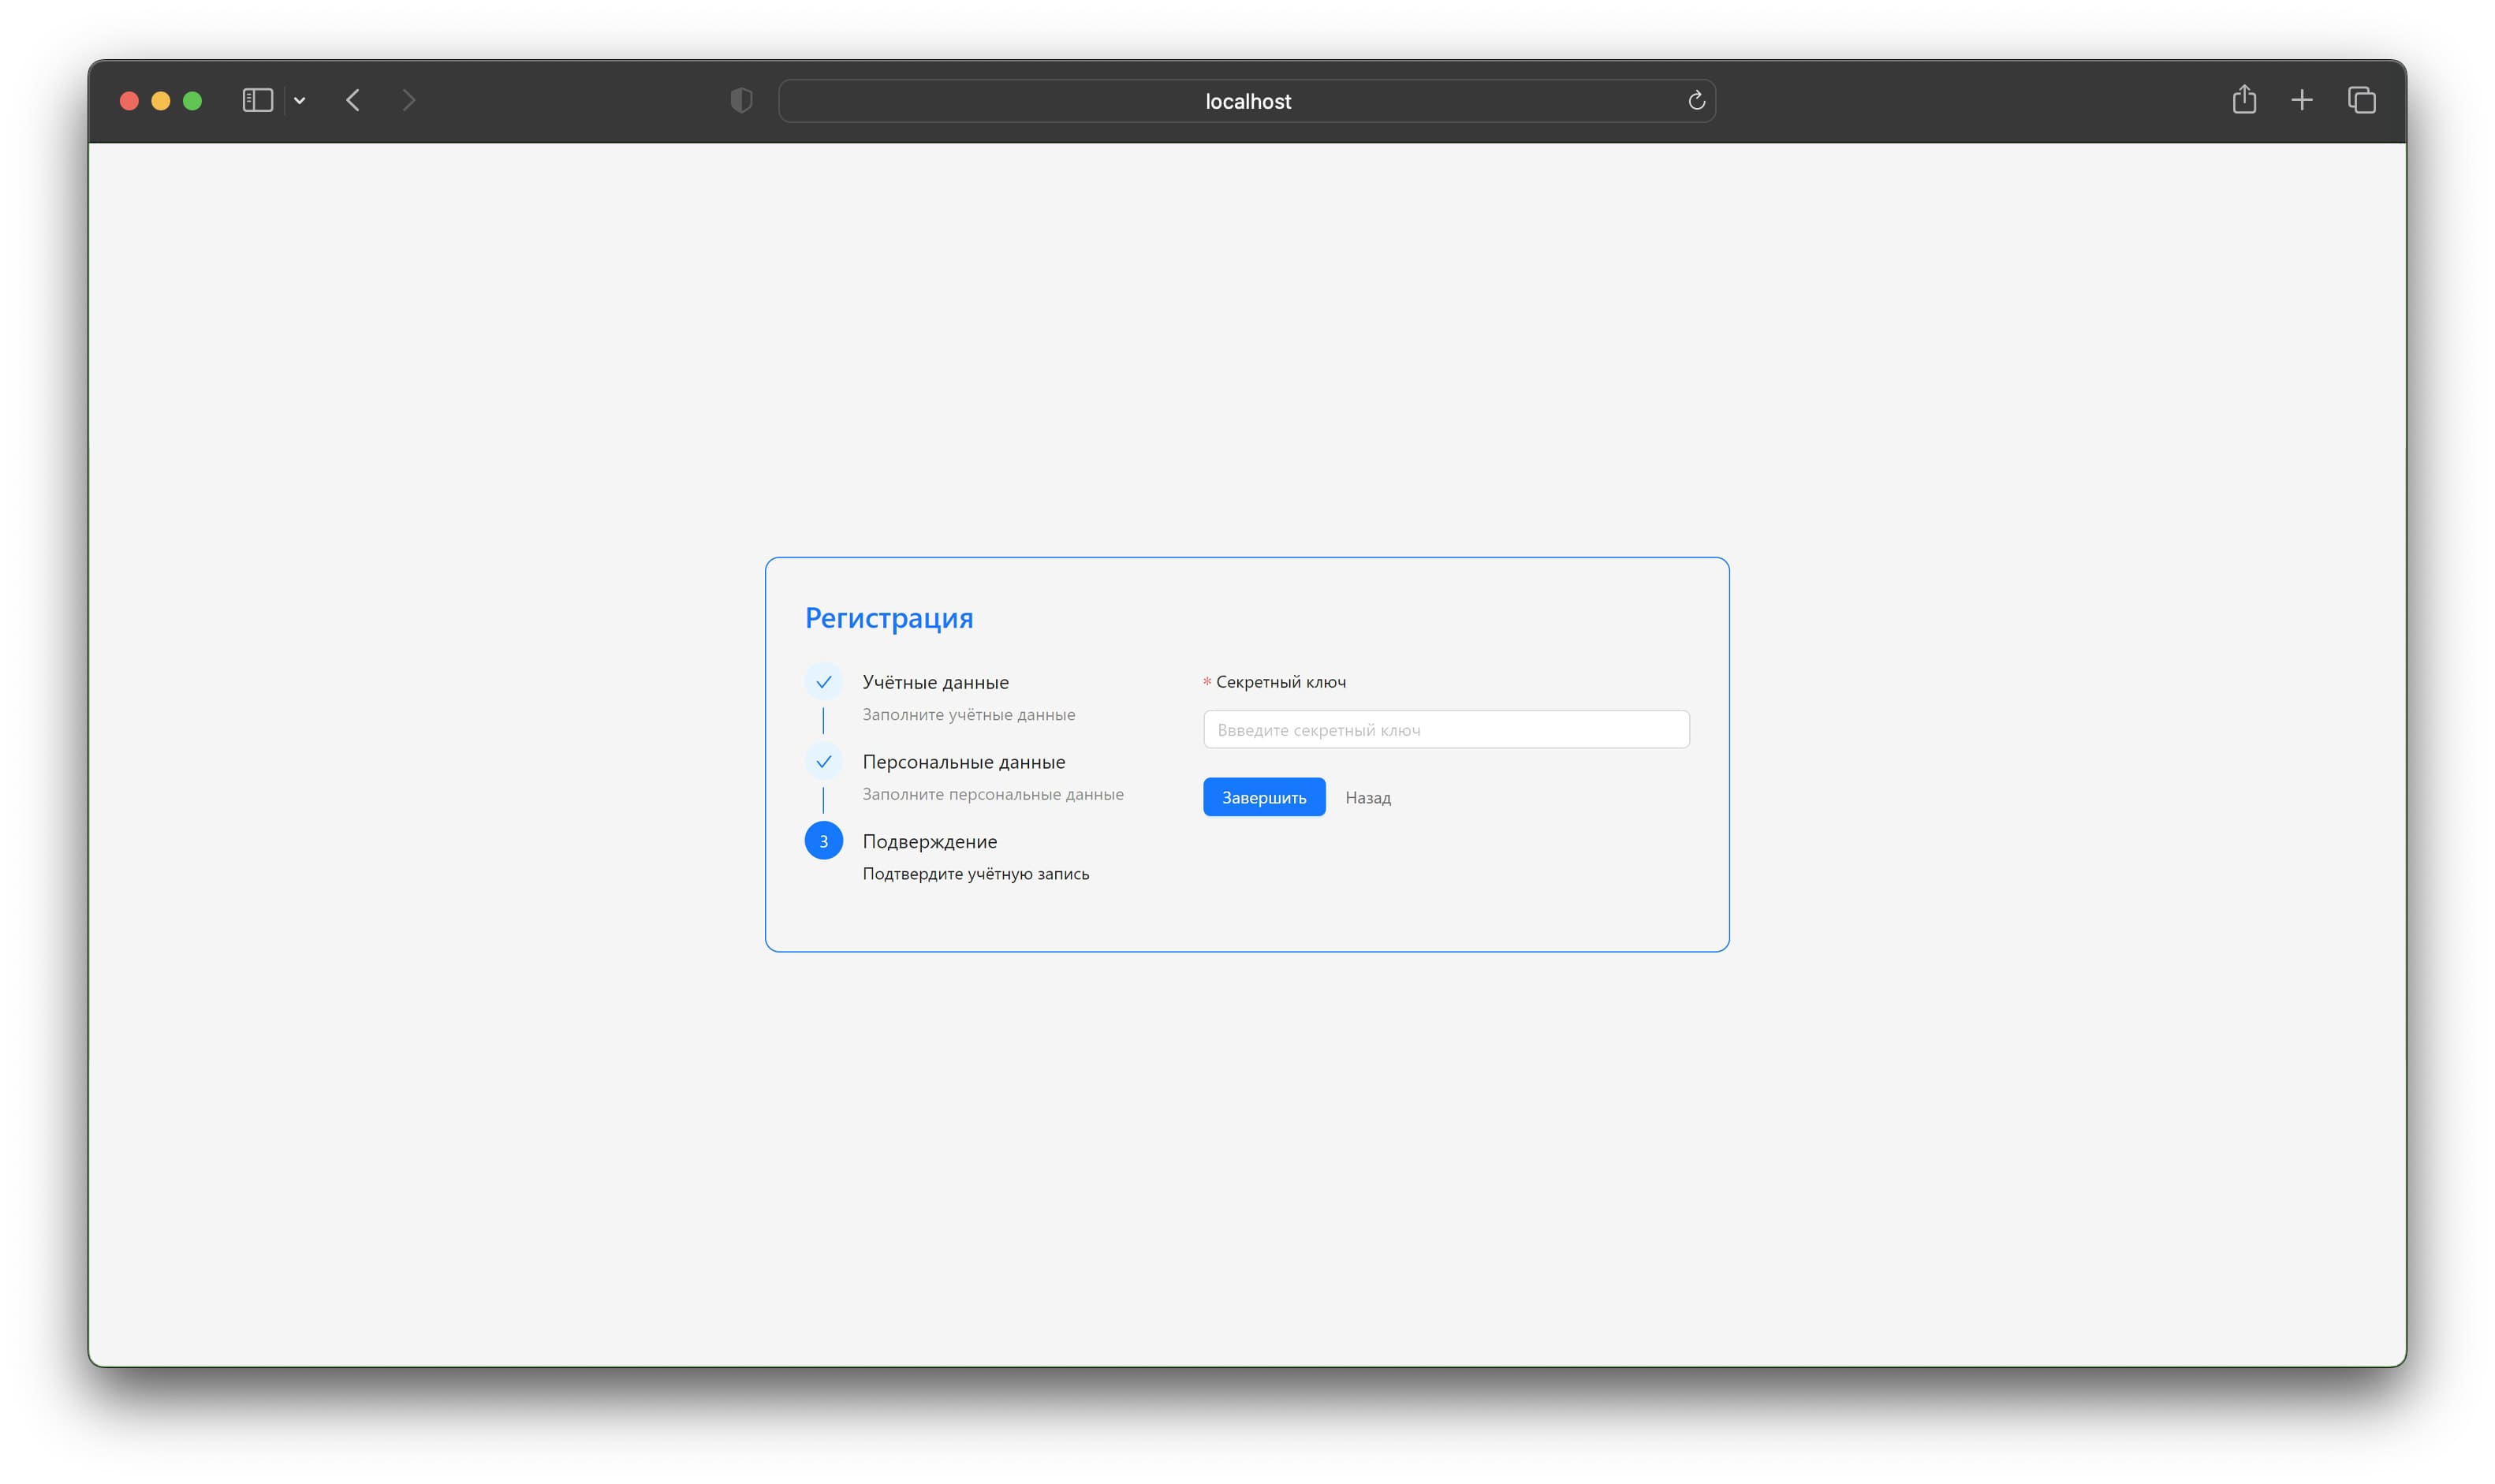 localhost
Регистрация
Учётные данные
Заполните учётные данные
Персональные данные
Заполните персональные данные
3
Подверждение
Подтвердите учётную запись
* Секретный ключ
Ввведите секретный ключ
Завершить
Назад